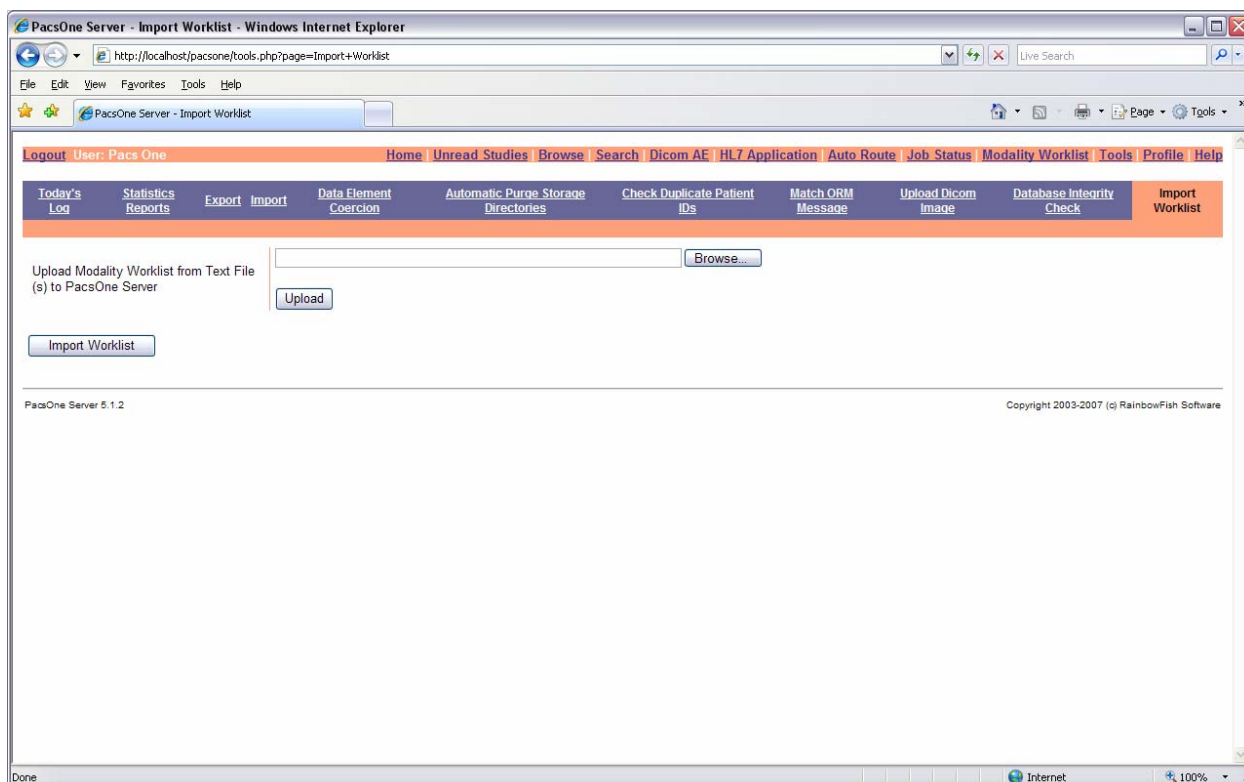 PacsOne Server - Import Worklist - Windows Internet Explorer
http://localhost/pacsone/tools.php?page=Import+Worklist
Live Search
File Edit View Favorites Tools Help
PacsOne Server - Import Worklist
Page Tools
Logout User: Pacs One Home | Unread Studies | Browse | Search | Dicom AE | HL7 Application | Auto Route | Job Status | Modality Worklist | Tools | Profile | Help
Today's Log Statistics Reports Export Import Data Element Coercion Automatic Purge Storage Directories Check Duplicate Patient IDs Match ORM Message Upload Dicom Image Database Integrity Check Import Worklist
Upload Modality Worklist from Text File
(s) to PacsOne Server
Browse...
Upload
Import Worklist
PacsOne Server 5.1.2 Copyright 2003-2007 (c) RainbowFish Software
Done Internet 100%